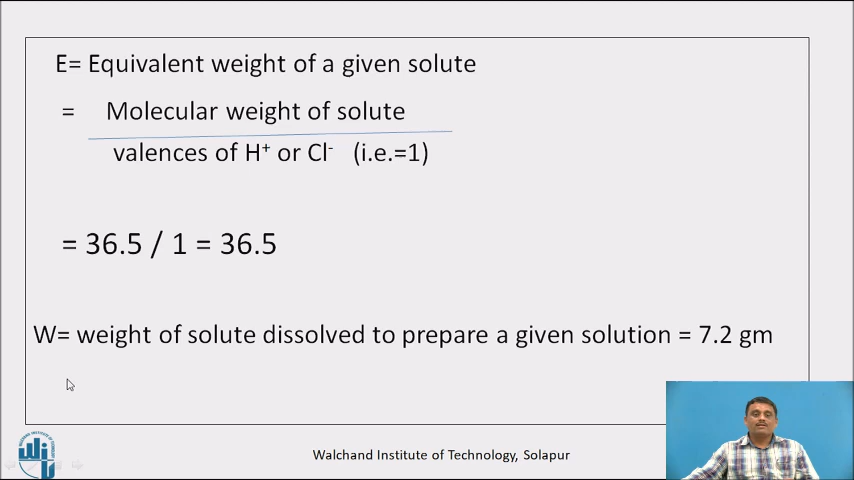 E= Equivalent weight of a given solute
= Molecular weight of solute
valences of H⁺ or Cl⁻ (i.e.=1)
= 36.5 / 1 = 36.5
W= weight of solute dissolved to prepare a given solution = 7.2 gm
Walchand Institute of Technology, Solapur